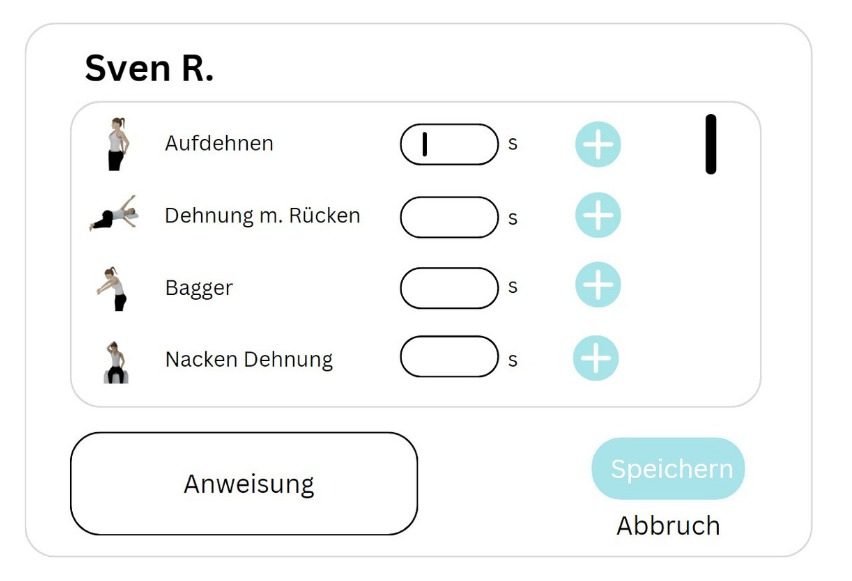 Sven R.
Aufdehnen s
Dehnung m. Rücken s
Bagger s
Nacken Dehnung s
Anweisung
Speichern
Abbruch